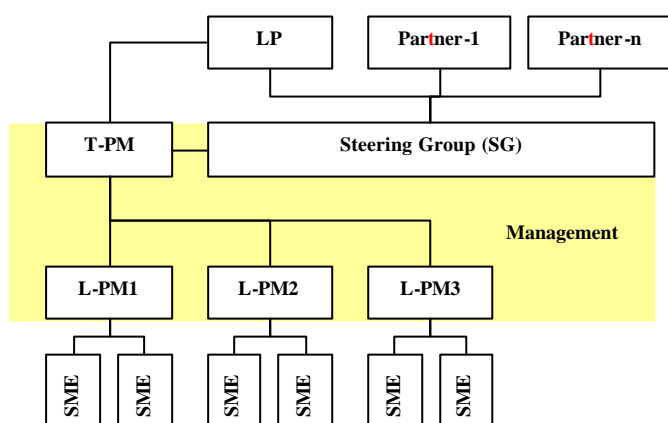 LP
Partner-1
Partner-n
T-PM
Steering Group (SG)
Management
L-PM1
L-PM2
L-PM3
SME
SME
SME
SME
SME
SME